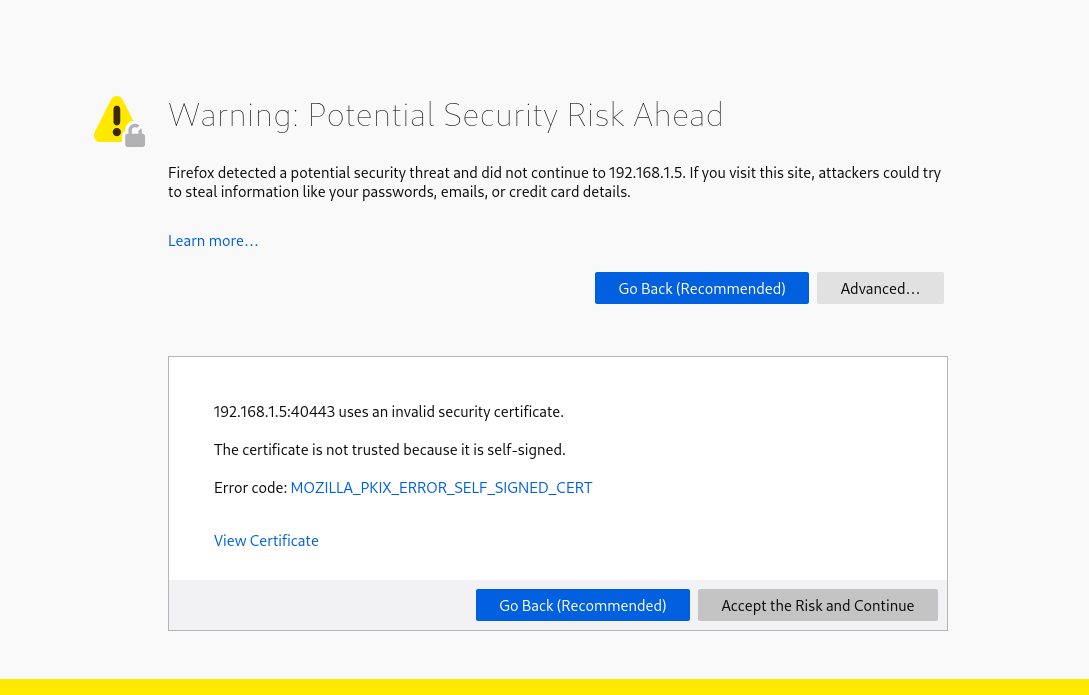 Warning: Potential Security Risk Ahead
Firefox detected a potential security threat and did not continue to 192.168.1.5. If you visit this site, attackers could try
to steal information like your passwords, emails, or credit card details.
Learn more…
Go Back (Recommended)
Advanced…
192.168.1.5:40443 uses an invalid security certificate.
The certificate is not trusted because it is self-signed.
Error code: MOZILLA_PKIX_ERROR_SELF_SIGNED_CERT
View Certificate
Go Back (Recommended)
Accept the Risk and Continue